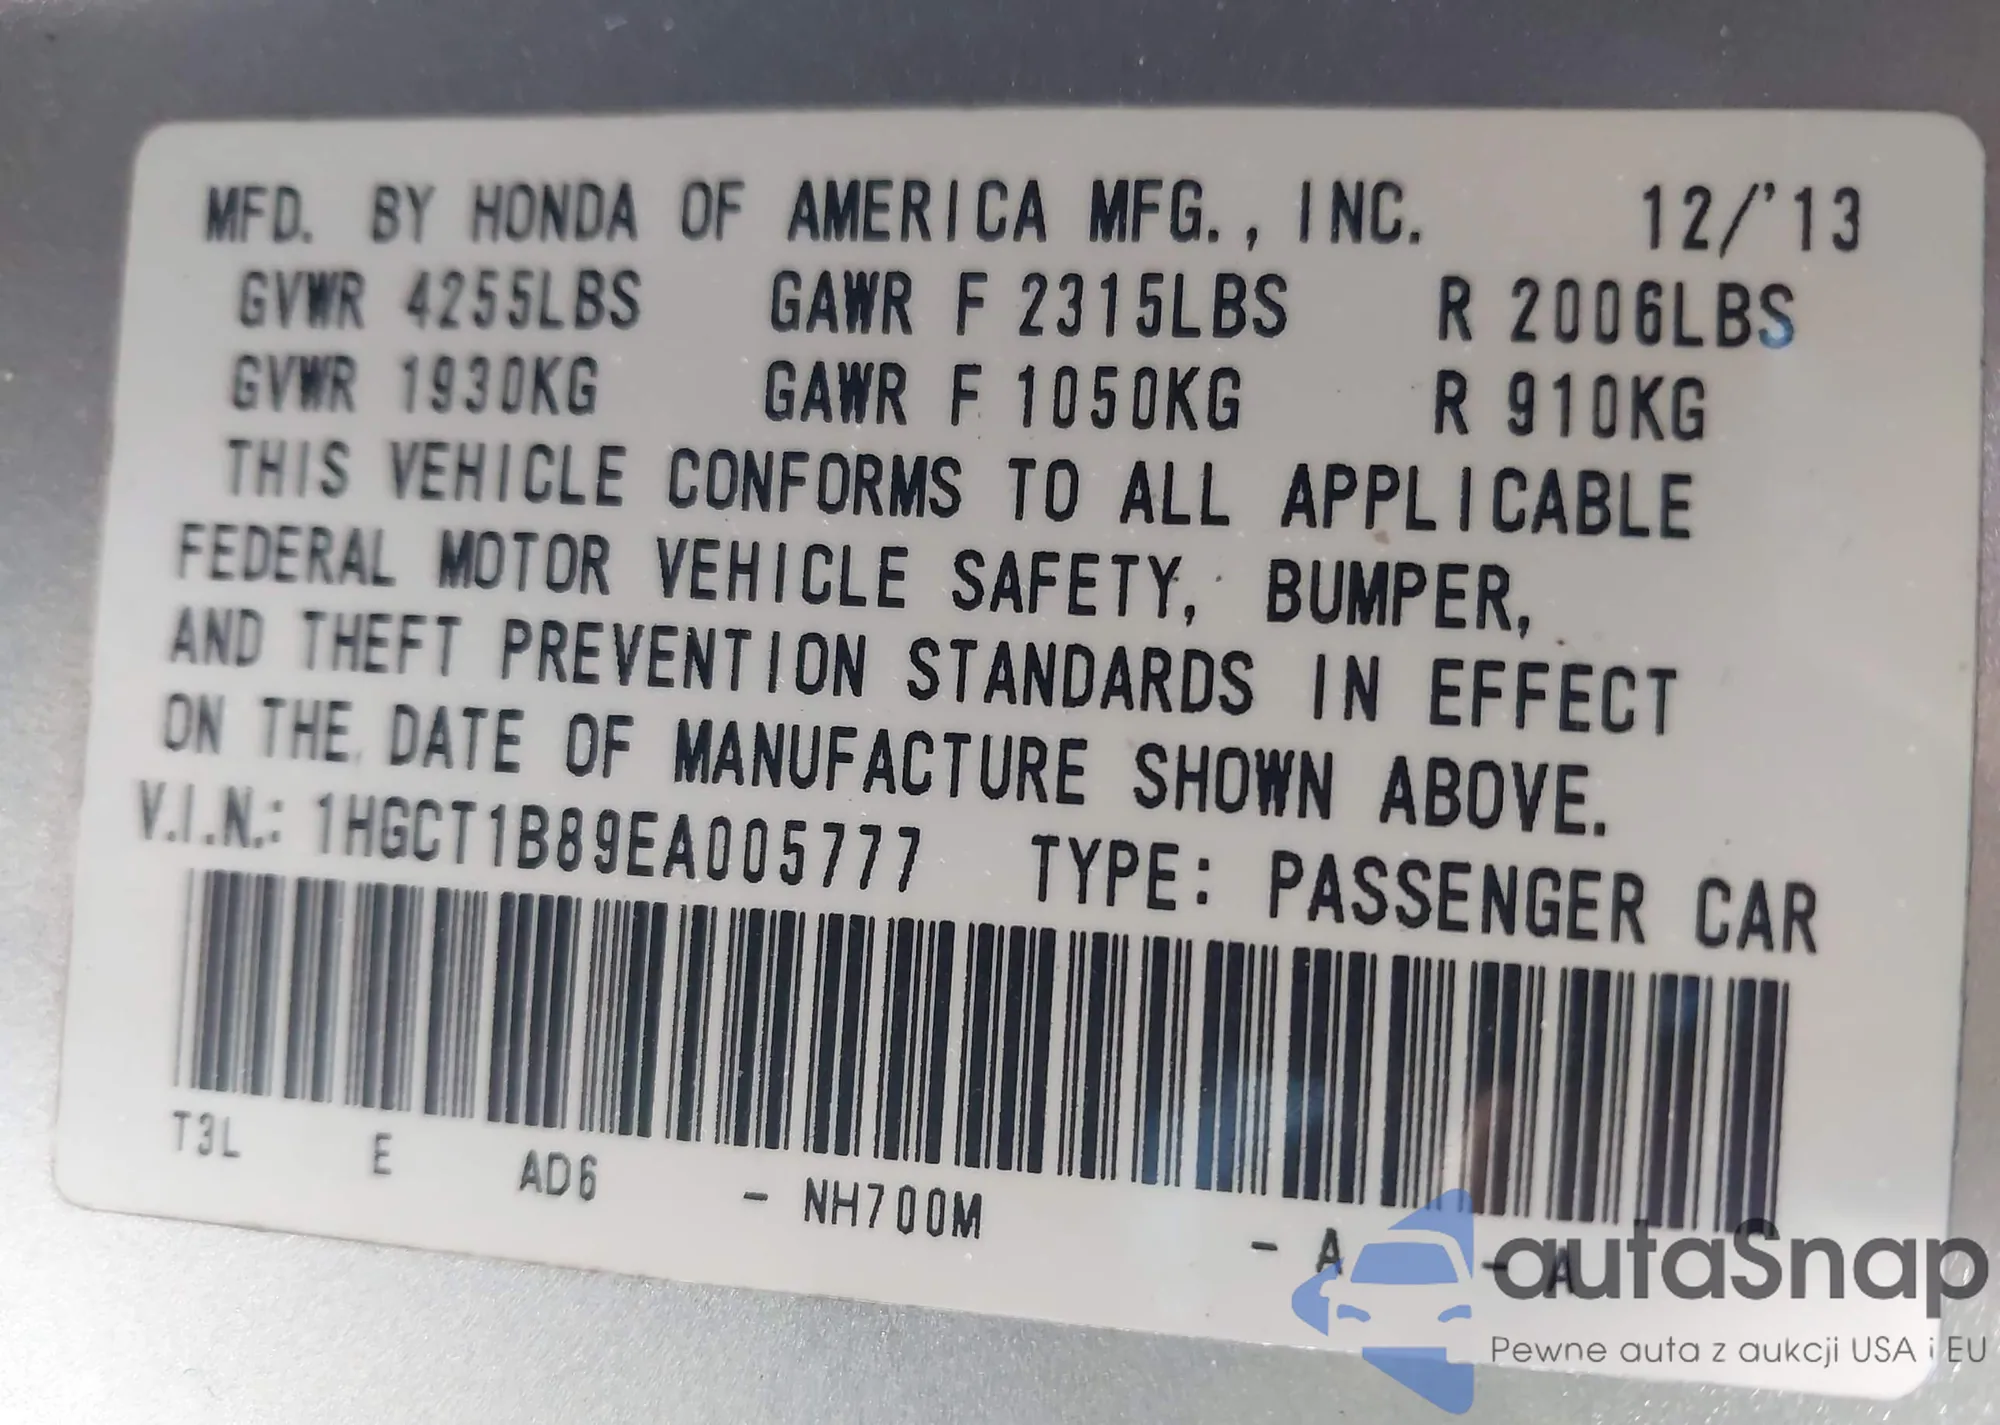 MFD. BY HONDA OF AMERICA MFG., INC. 12/'13
GVWR 4255LBS GAWR F 2315LBS R 2006LBS
GVWR 1930KG GAWR F 1050KG R 910KG
THIS VEHICLE CONFORMS TO ALL APPLICABLE
FEDERAL MOTOR VEHICLE SAFETY, BUMPER,
AND THEFT PREVENTION STANDARDS IN EFFECT
ON THE DATE OF MANUFACTURE SHOWN ABOVE.
V.I.N.: 1HGCT1B89EA005777 TYPE: PASSENGER CAR
T3L E AD6 - NH700M - A - A
autaSnap
Pewne auta z aukcji USA i EU